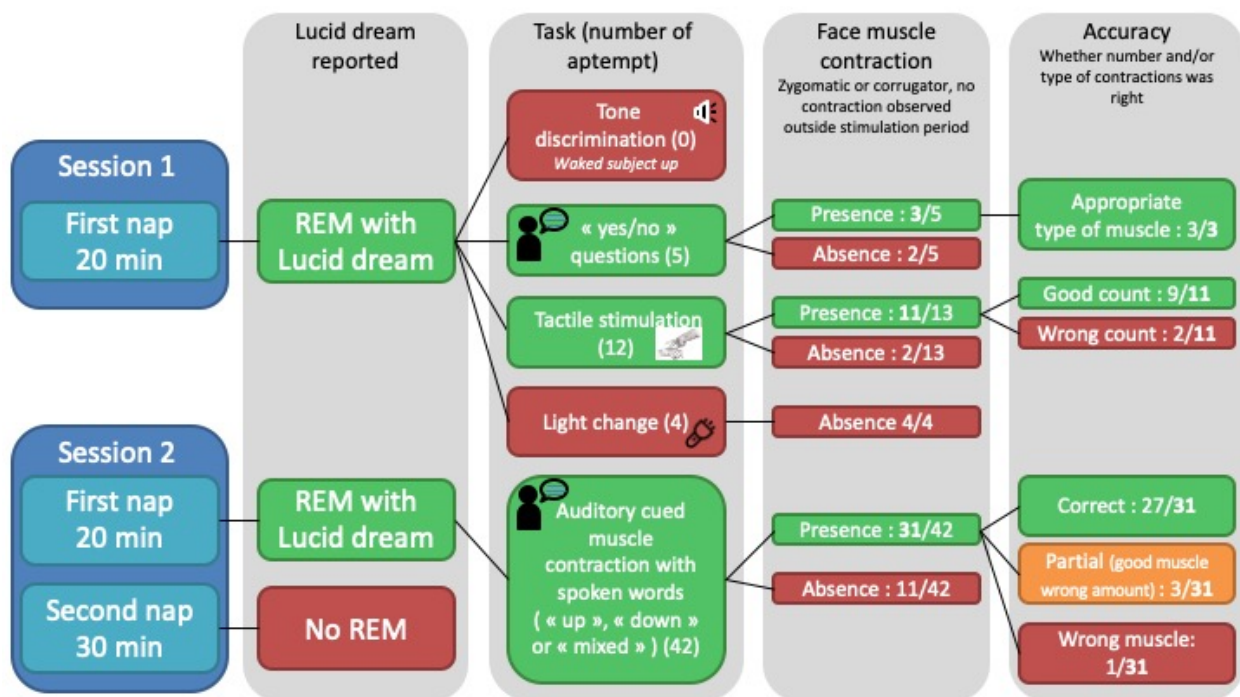 Lucid dream
reported
Task (number of
aptempt)
Face muscle
contraction
Zygomatic or corrugator, no
contraction observed
outside stimulation period
Accuracy
Whether number and/or
type of contractions was
right
Session 1
First nap
20 min
REM with
Lucid dream
Tone
discrimination (0)
Waked subject up
« yes/no »
questions (5)
Presence : 3/5
Absence : 2/5
Appropriate
type of muscle : 3/3
Tactile stimulation
(12)
Presence : 11/13
Absence : 2/13
Good count : 9/11
Wrong count : 2/11
Light change (4)
Absence 4/4
Session 2
First nap
20 min
REM with
Lucid dream
Second nap
30 min
No REM
Auditory cued
muscle
contraction with
spoken words
( « up », « down »
or « mixed » ) (42)
Presence : 31/42
Absence : 11/42
Correct : 27/31
Partial (good muscle
wrong amount) : 3/31
Wrong muscle:
1/31